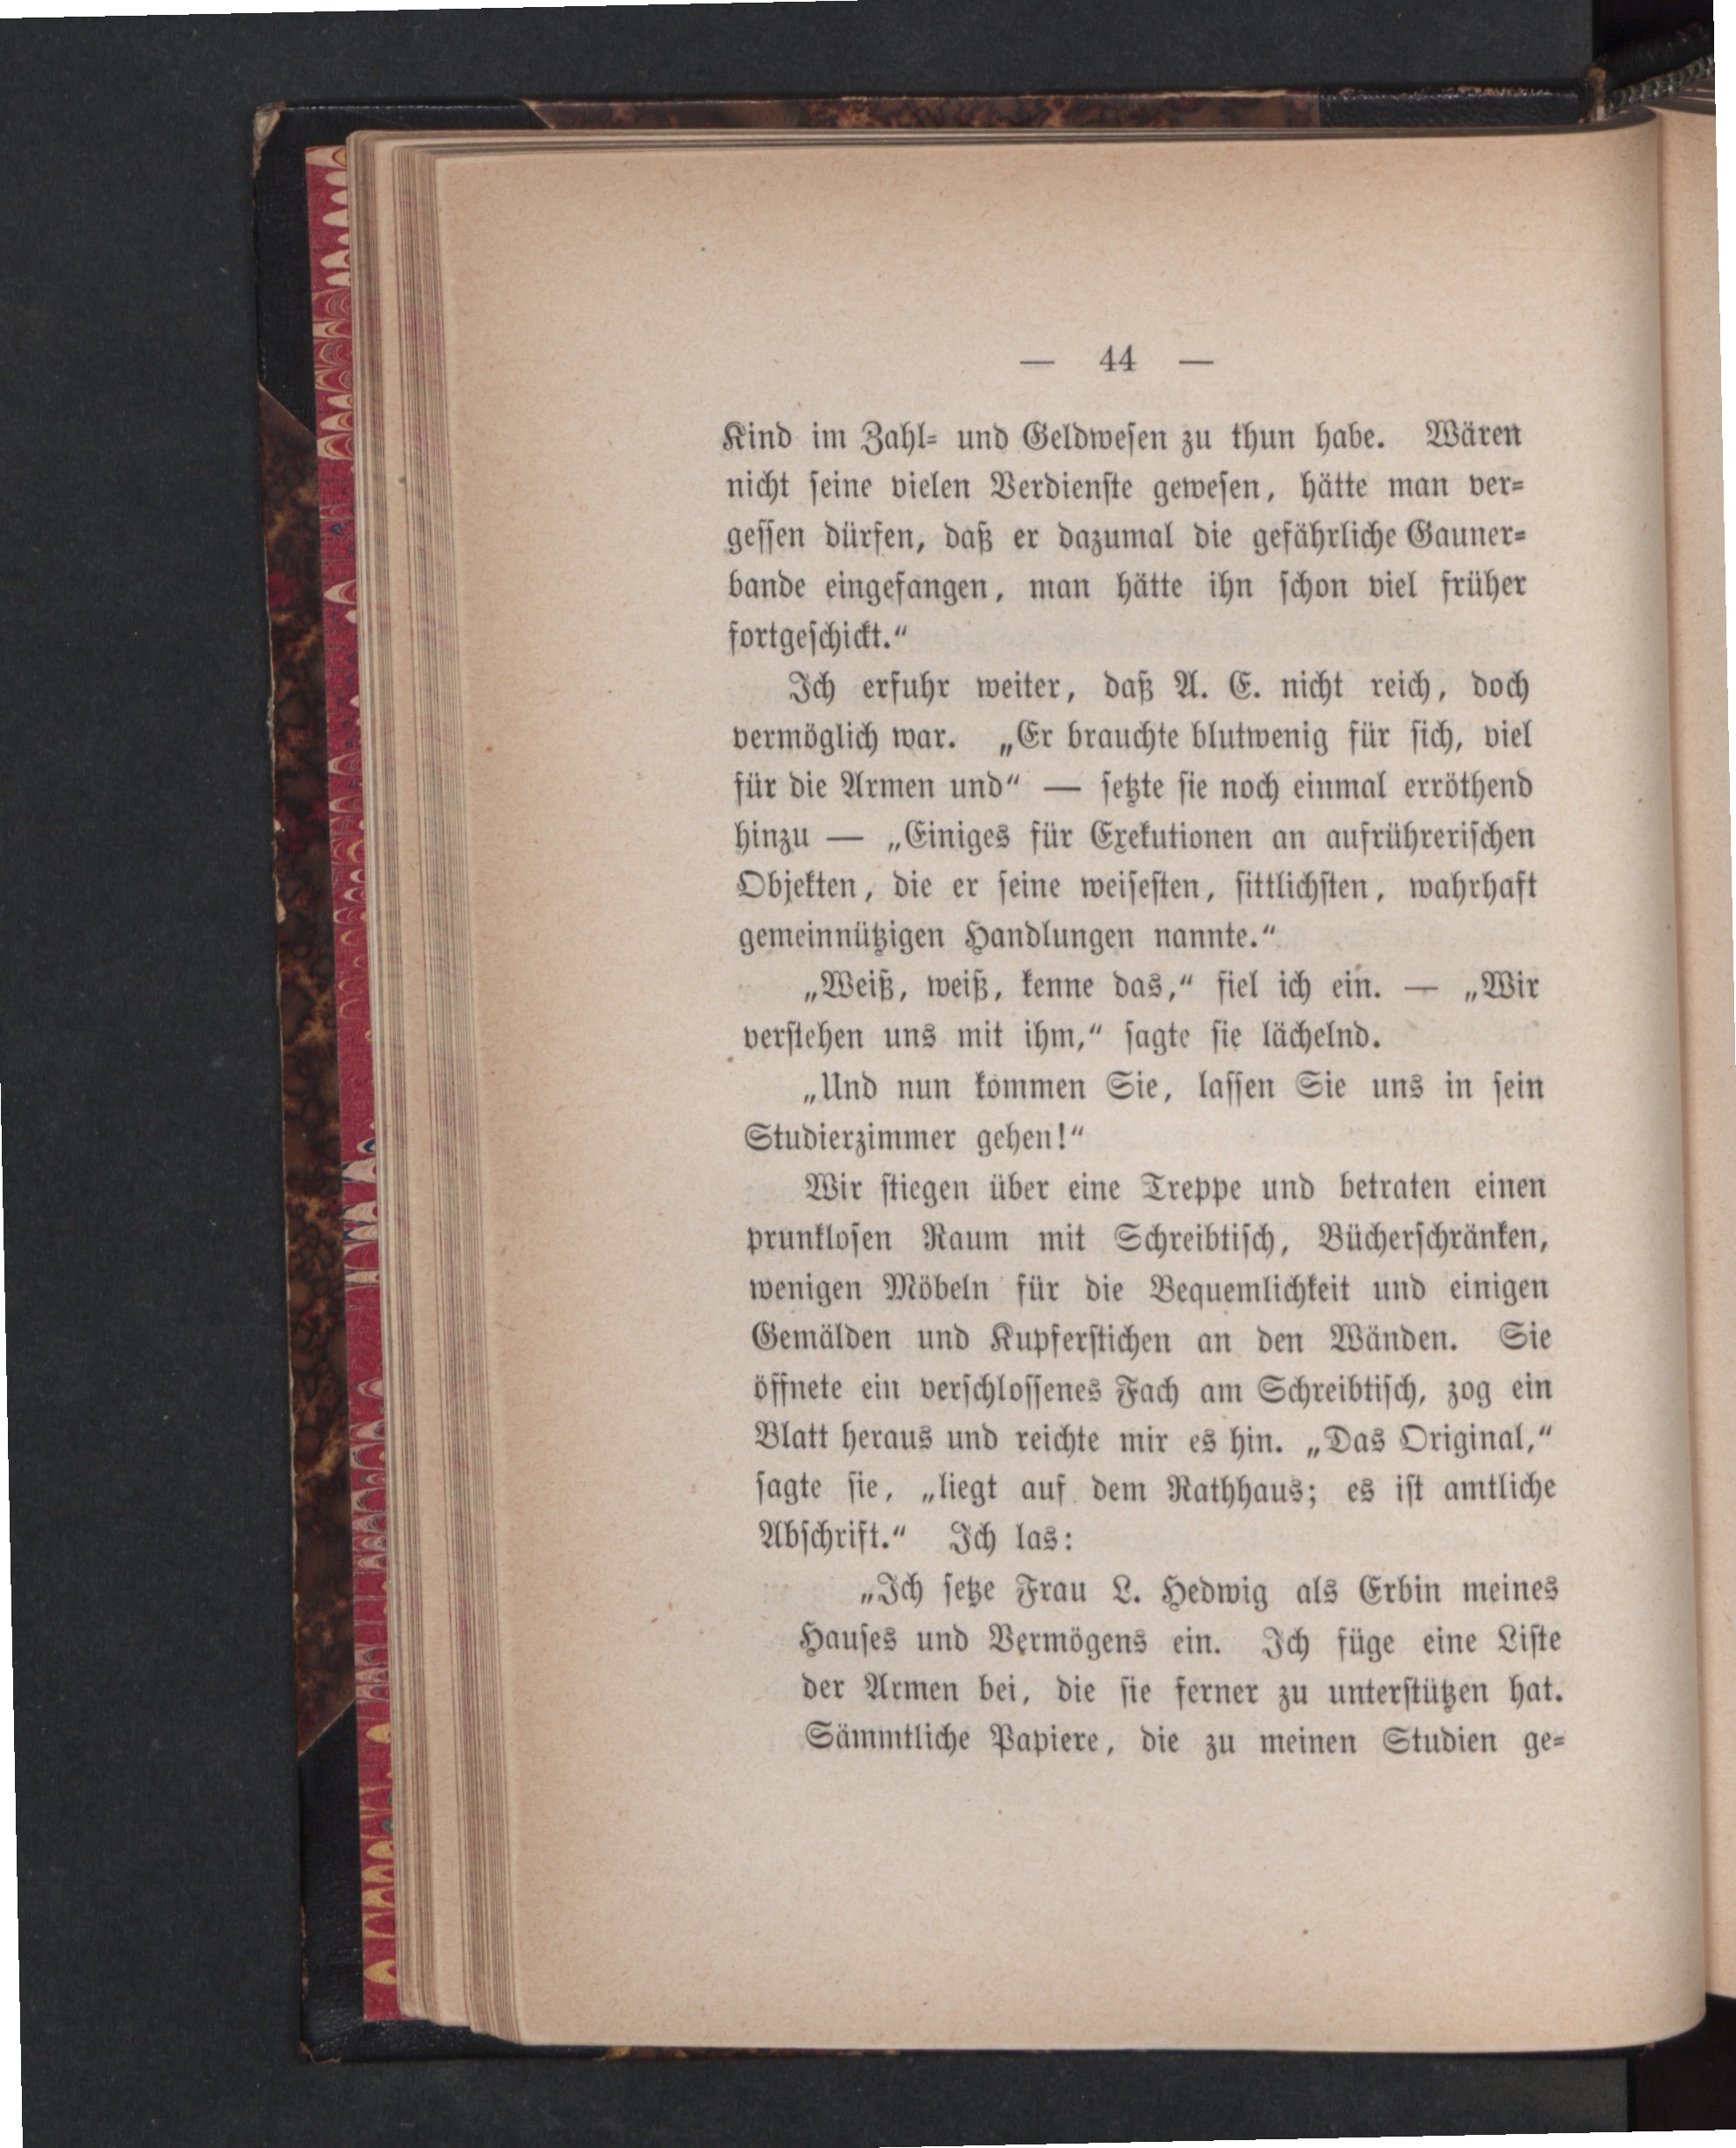 — 44 —
Kind im Zahl- und Geldwesen zu thun habe. Wären
nicht seine vielen Verdienste gewesen, hätte man ver-
gessen dürfen, daß er dazumal die gefährliche Gauner-
bande eingefangen, man hätte ihn schon viel früher
fortgeschickt.“
Ich erfuhr weiter, daß A. E. nicht reich, doch
vermöglich war. „Er brauchte blutwenig für sich, viel
für die Armen und“ — setzte sie noch einmal erröthend
hinzu — „Einiges für Exekutionen an aufrührerischen
Objekten, die er seine weisesten, sittlichsten, wahrhaft
gemeinnützigen Handlungen nannte.“
„Weiß, weiß, kenne das,“ fiel ich ein. — „Wir
verstehen uns mit ihm,“ sagte sie lächelnd.
„Und nun kommen Sie, lassen Sie uns in sein
Studierzimmer gehen!“
Wir stiegen über eine Treppe und betraten einen
prunklosen Raum mit Schreibtisch, Bücherschränken,
wenigen Möbeln für die Bequemlichkeit und einigen
Gemälden und Kupferstichen an den Wänden. Sie
öffnete ein verschlossenes Fach am Schreibtisch, zog ein
Blatt heraus und reichte mir es hin. „Das Original,“
sagte sie, „liegt auf dem Rathhaus; es ist amtliche
Abschrift.“ Ich las:
„Ich setze Frau L. Hedwig als Erbin meines
Hauses und Vermögens ein. Ich füge eine Liste
der Armen bei, die sie ferner zu unterstützen hat.
Sämmtliche Papiere, die zu meinen Studien ge-